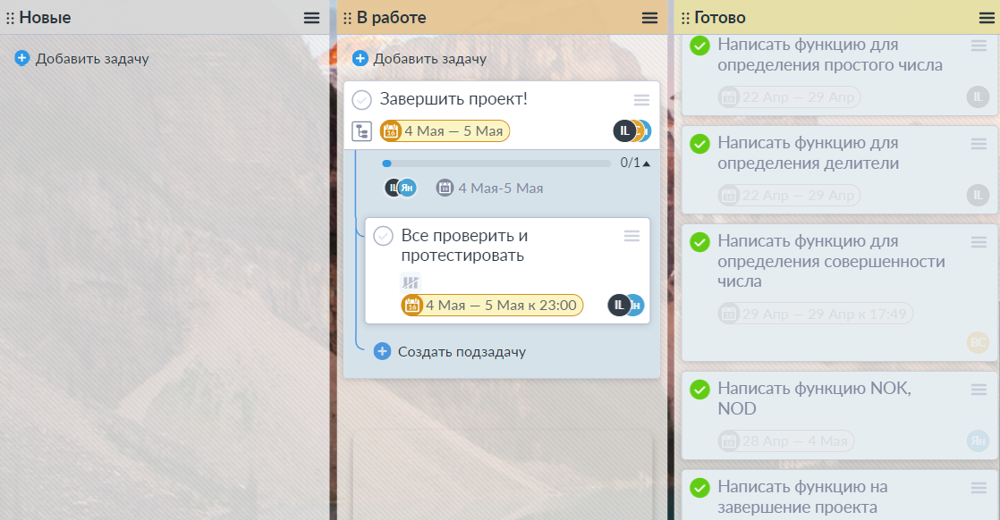 Новые
Добавить задачу
В работе
Добавить задачу
Завершить проект!
16 4 Мая — 5 Мая IL
0/1
IL Ян 4 Мая-5 Мая
Все проверить и
протестировать
16 4 Мая — 5 Мая к 23:00 IL
Создать подзадачу
Готово
Написать функцию для
определения простого числа
22 Апр — 29 Апр IL
Написать функцию для
определения делители
22 Апр — 29 Апр IL
Написать функцию для
определения совершенности
числа
29 Апр — 29 Апр к 17:49
ВС
Написать функцию NOK,
NOD
28 Апр — 4 Мая Ян
Написать функцию на
завершение проекта